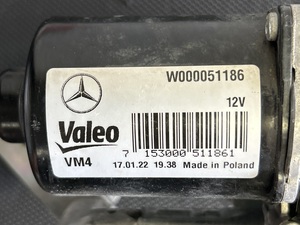 W000051186
12V
Valeo
VM4
7 153000 511861
17.01.22 19.38 Made in Poland